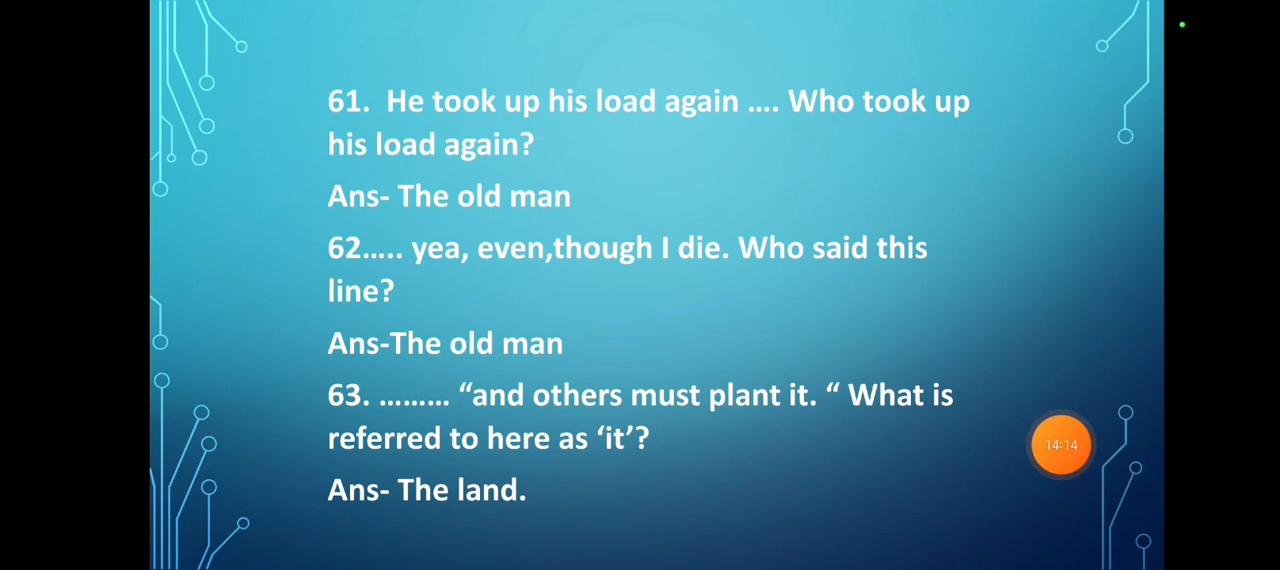 61.  He took up his load again .... Who took up
his load again?
Ans- The old man
62..... yea, even,though I die. Who said this
line?
Ans-The old man
63. ......... “and others must plant it. “ What is
referred to here as ‘it’?
Ans- The land.
14:14